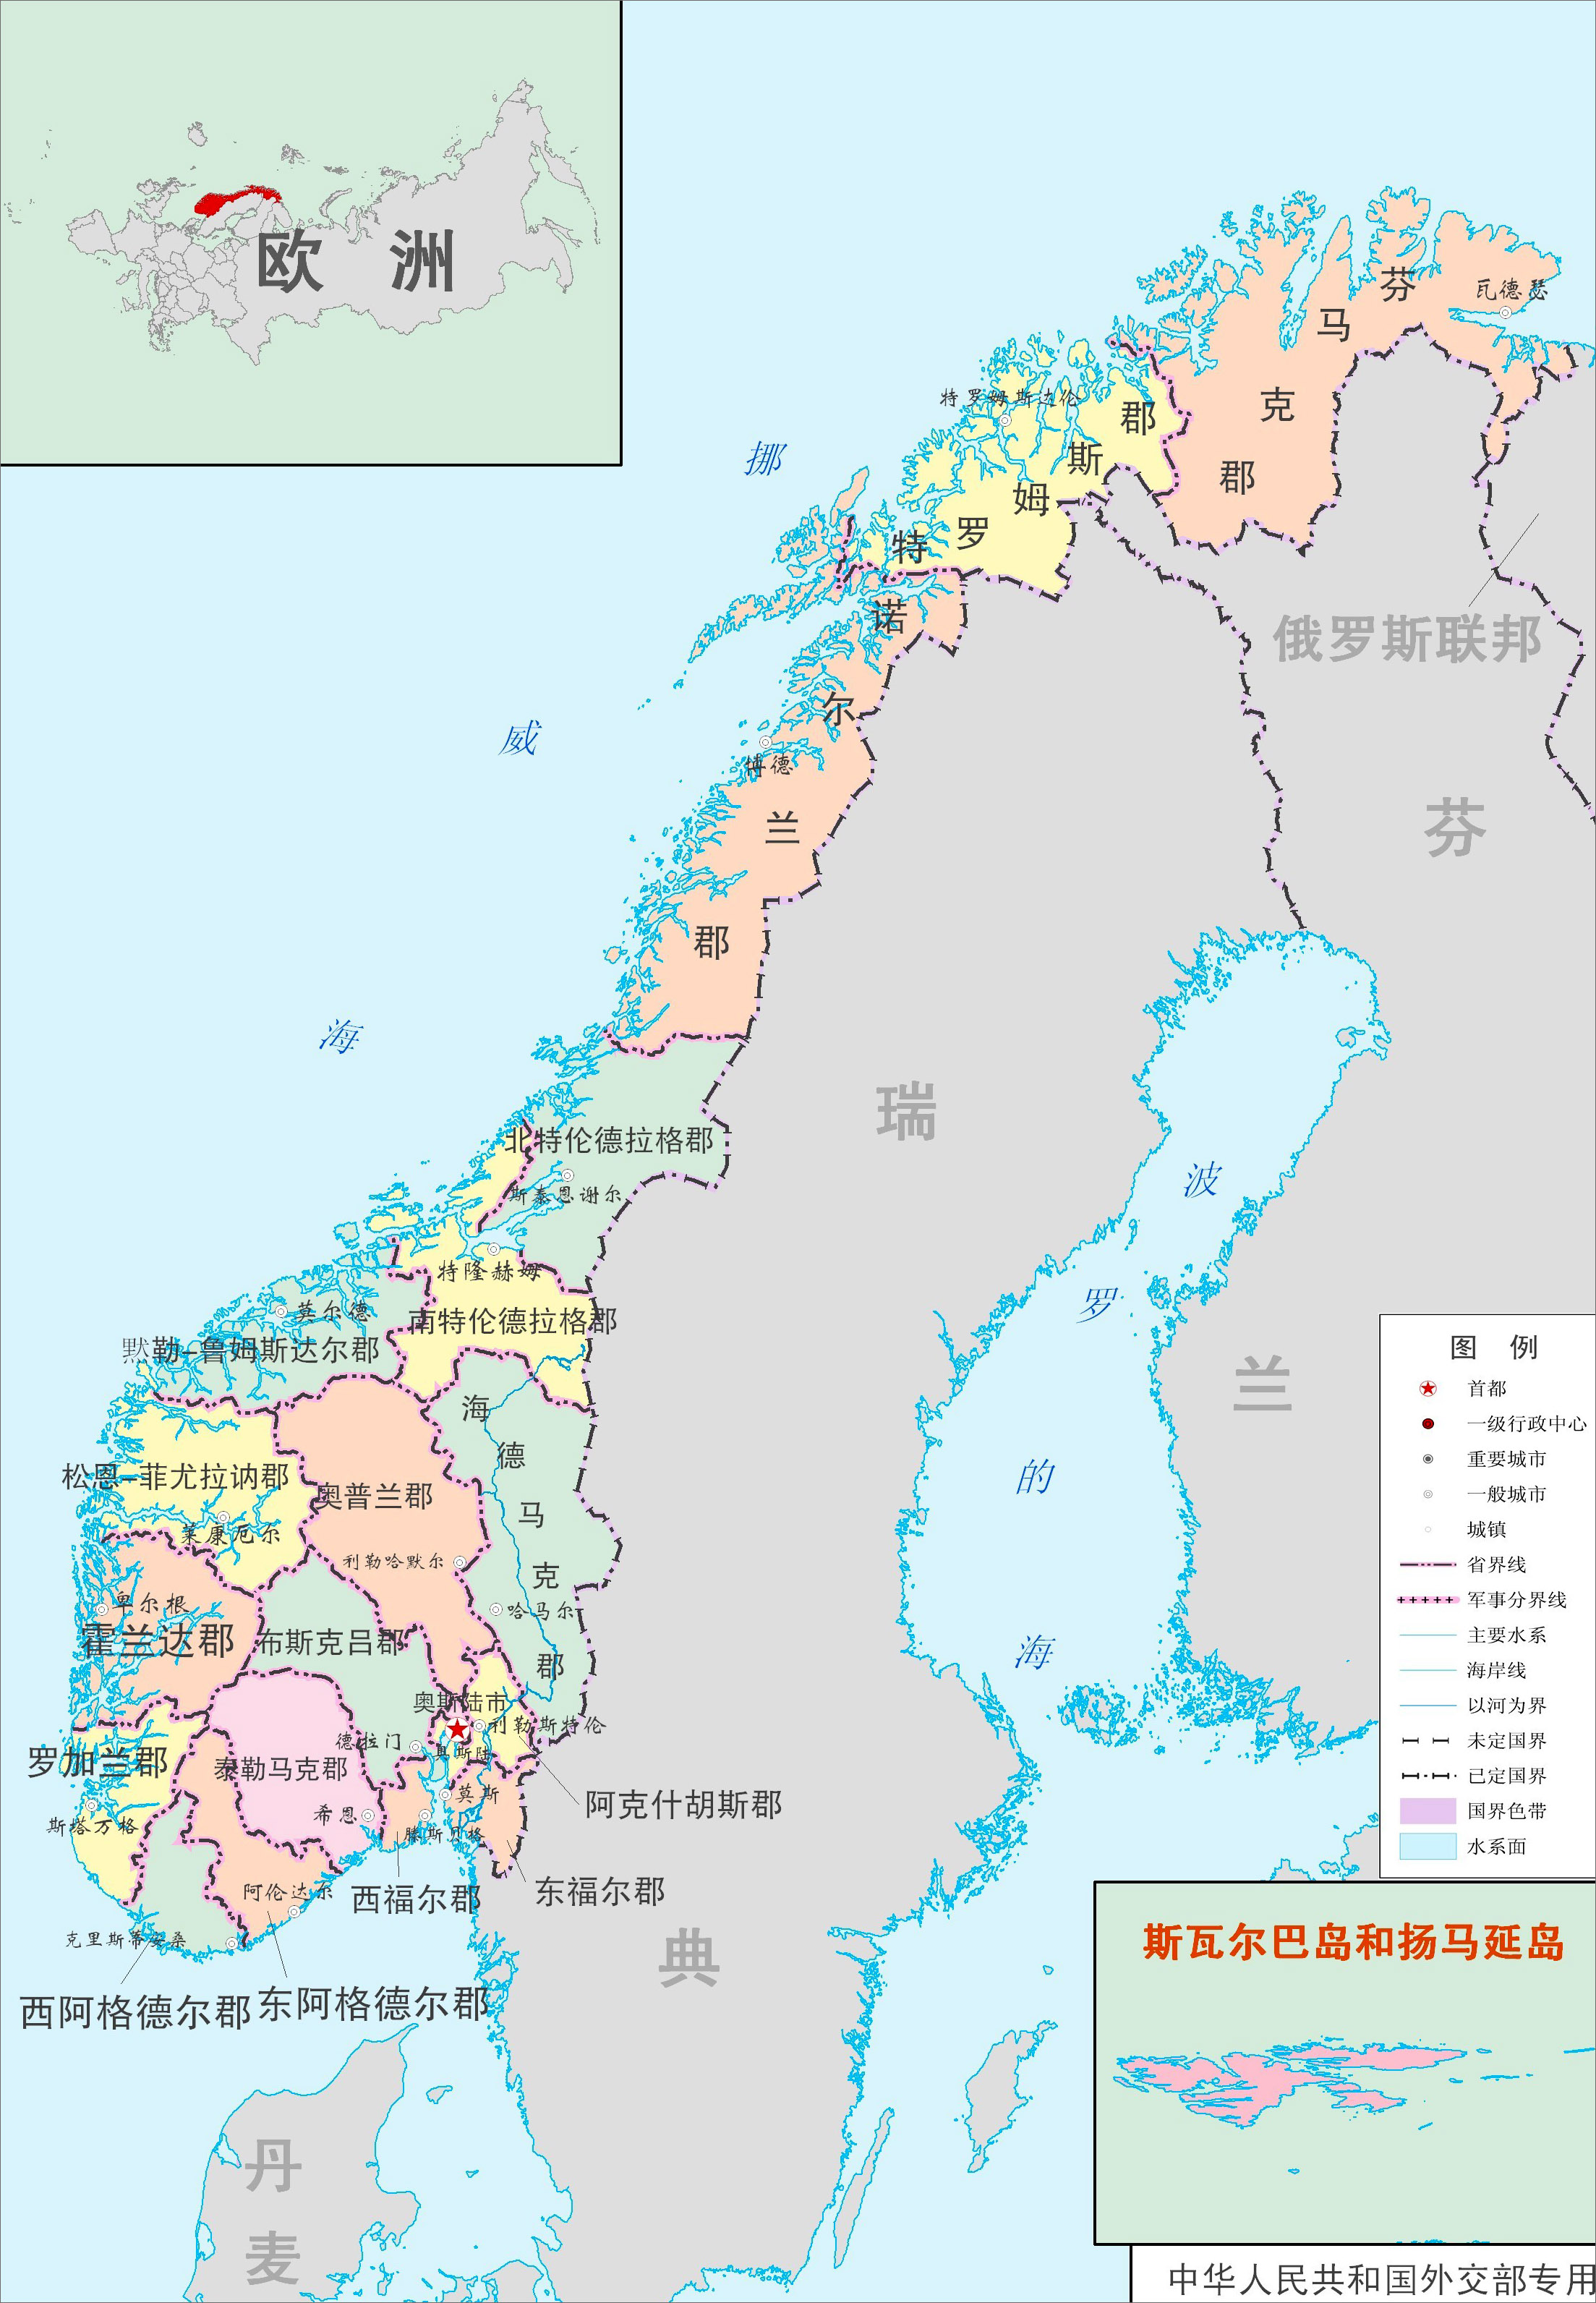 欧 洲
挪威海
芬马克郡
瓦德瑟
特罗姆斯达伦
特罗姆斯郡
诺尔兰郡
博德
俄罗斯联邦
芬兰
瑞典
波罗的海
北特伦德拉格郡
斯泰恩谢尔
特隆赫姆
南特伦德拉格郡
莫尔德
默勒-鲁姆斯达尔郡
海德马克郡
松恩-菲尤拉讷郡
莱康厄尔
奥普兰郡
利勒哈默尔
哈马尔
卑尔根
霍兰达郡
布斯克吕郡
奥斯陆市
利勒斯特伦
奥斯陆
德拉门
罗加兰郡
泰勒马克郡
斯塔万格
希恩
莫斯
滕斯贝格
阿克什胡斯郡
东福尔郡
西福尔郡
阿伦达尔
克里斯蒂安桑
西阿格德尔郡
东阿格德尔郡
丹麦
图 例
首都
一级行政中心
重要城市
一般城市
城镇
省界线
军事分界线
主要水系
海岸线
以河为界
未定国界
已定国界
国界色带
水系面
斯瓦尔巴岛和扬马延岛
中华人民共和国外交部专用